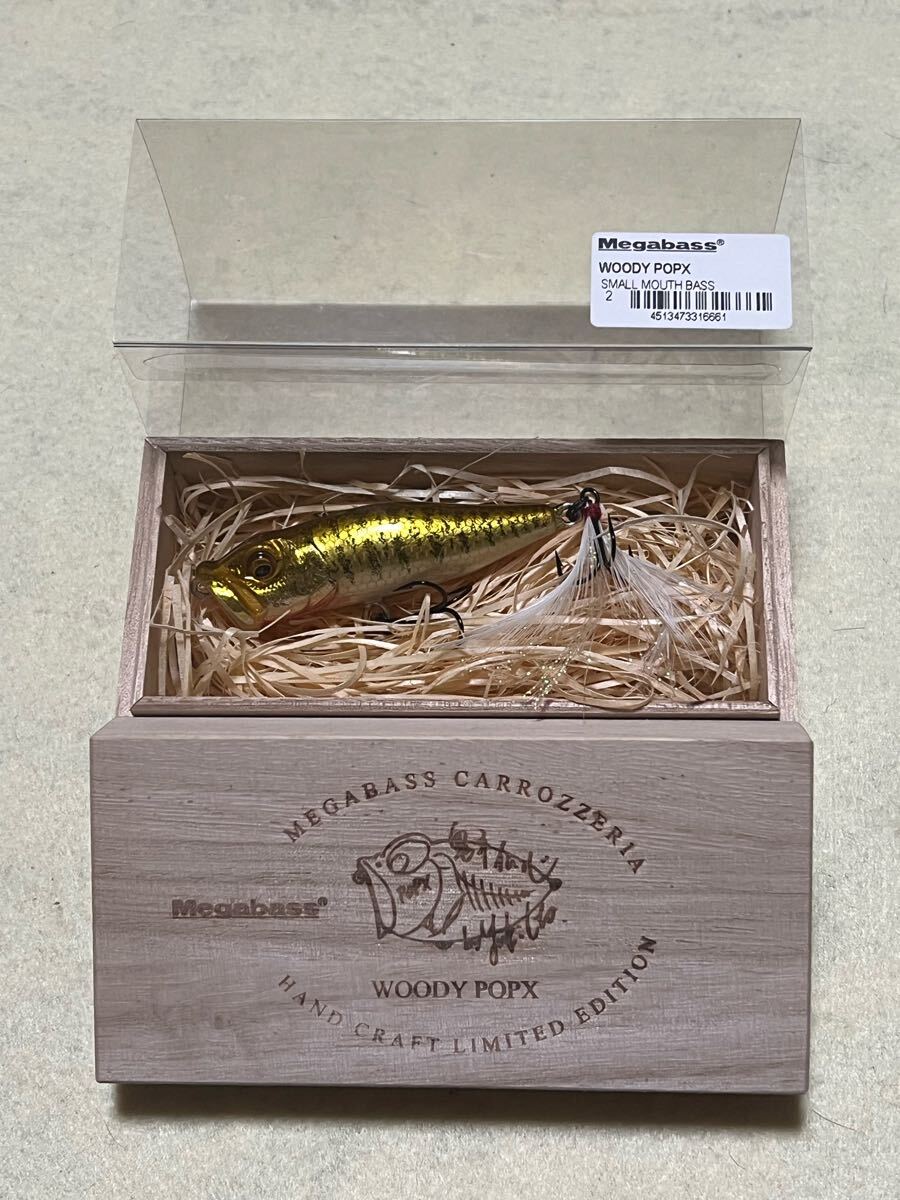 Megabass®
WOODY POPX
SMALL MOUTH BASS
2
4513473316661
MEGABASS CARROZZERIA
POPX
Megabass®
WOODY POPX
HAND CRAFT LIMITED EDITION